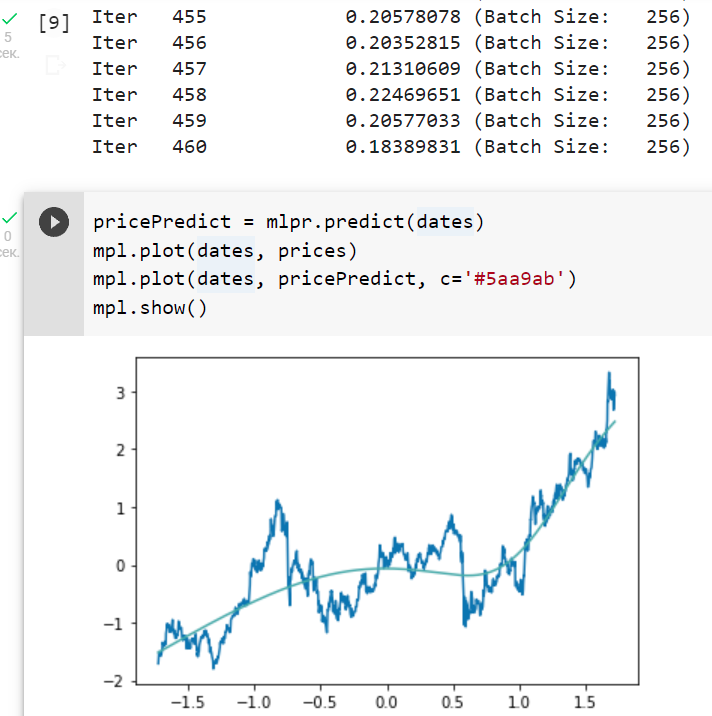 [9]
5
сек.
Iter 455 0.20578078 (Batch Size: 256)
Iter 456 0.20352815 (Batch Size: 256)
Iter 457 0.21310609 (Batch Size: 256)
Iter 458 0.22469651 (Batch Size: 256)
Iter 459 0.20577033 (Batch Size: 256)
Iter 460 0.18389831 (Batch Size: 256)
0
сек.
pricePredict = mlpr.predict(dates)
mpl.plot(dates, prices)
mpl.plot(dates, pricePredict, c='#5aa9ab')
mpl.show()
3
2
1
0
−1
−2
−1.5 −1.0 −0.5 0.0 0.5 1.0 1.5